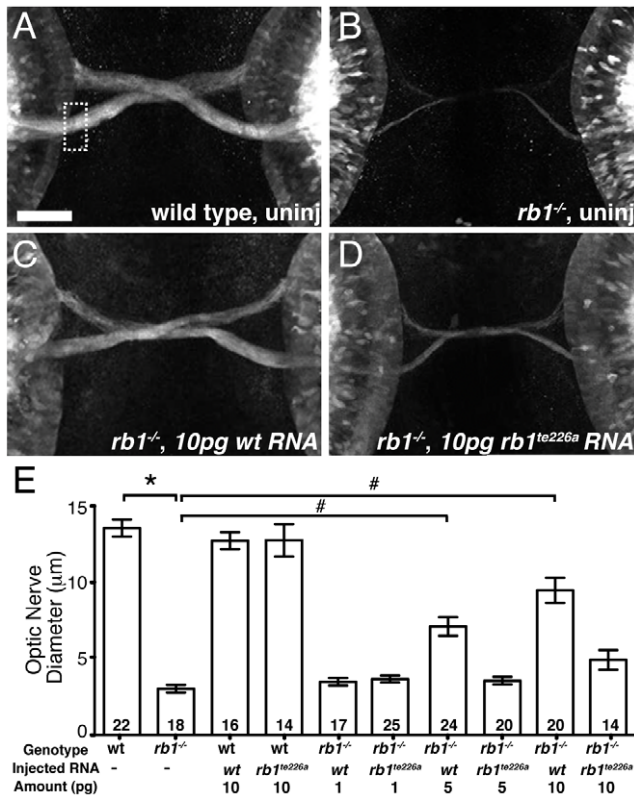 A
wild type, uninj
B
rb1-/-, uninj
C
rb1-/-, 10pg wt RNA
D
rb1-/-, 10pg rb1te226a RNA
E
*
#
#
Optic Nerve
Diameter (µm)
15
10
5
0
22 18 16 14 17 25 24 20 20 14
Genotype wt rb1-/- wt wt rb1-/- rb1-/- rb1-/- rb1-/- rb1-/- rb1-/-
Injected RNA - - wt rb1te226a wt rb1te226a wt rb1te226a wt rb1te226a
Amount (pg) 10 10 1 1 5 5 10 10